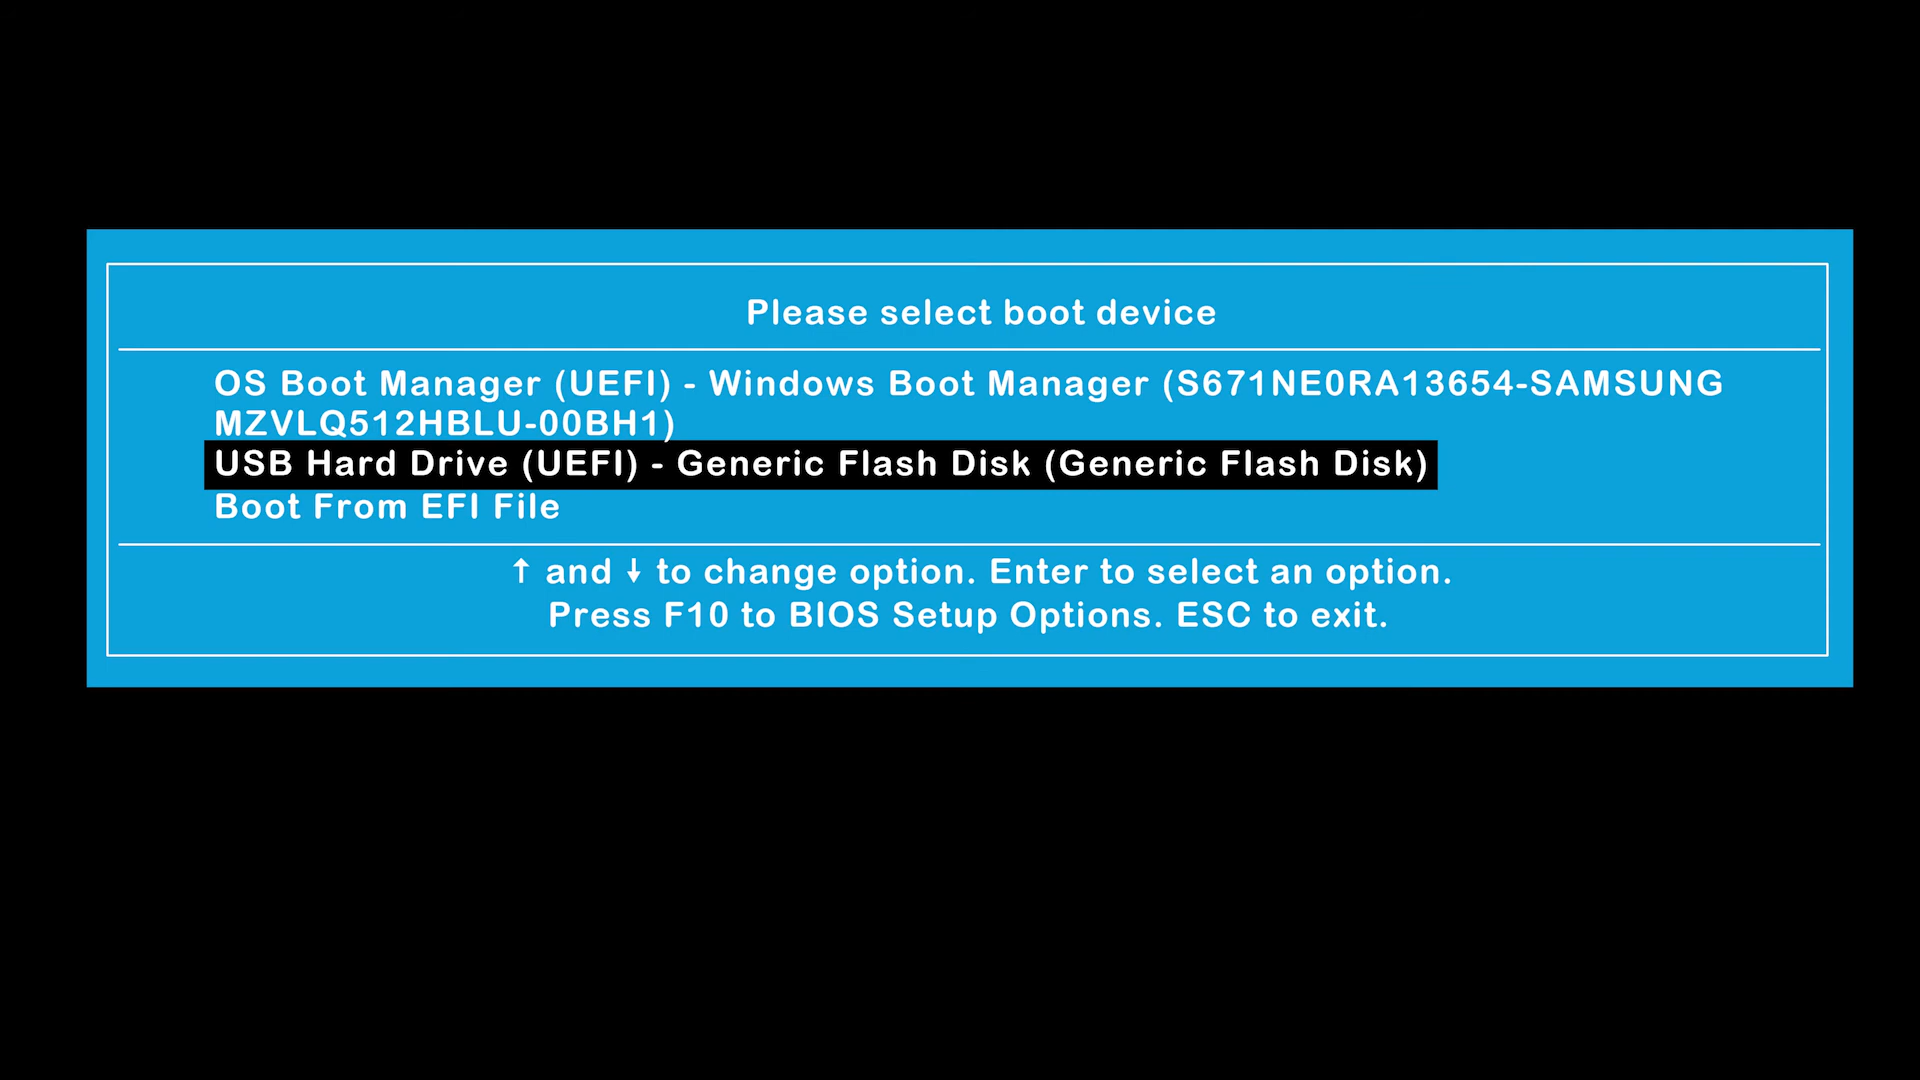 Please select boot device
OS Boot Manager (UEFI) - Windows Boot Manager (S671NE0RA13654-SAMSUNG
MZVLQ512HBLU-00BH1)
USB Hard Drive (UEFI) - Generic Flash Disk (Generic Flash Disk)
Boot From EFI File
↑ and ↓ to change option. Enter to select an option.
Press F10 to BIOS Setup Options. ESC to exit.